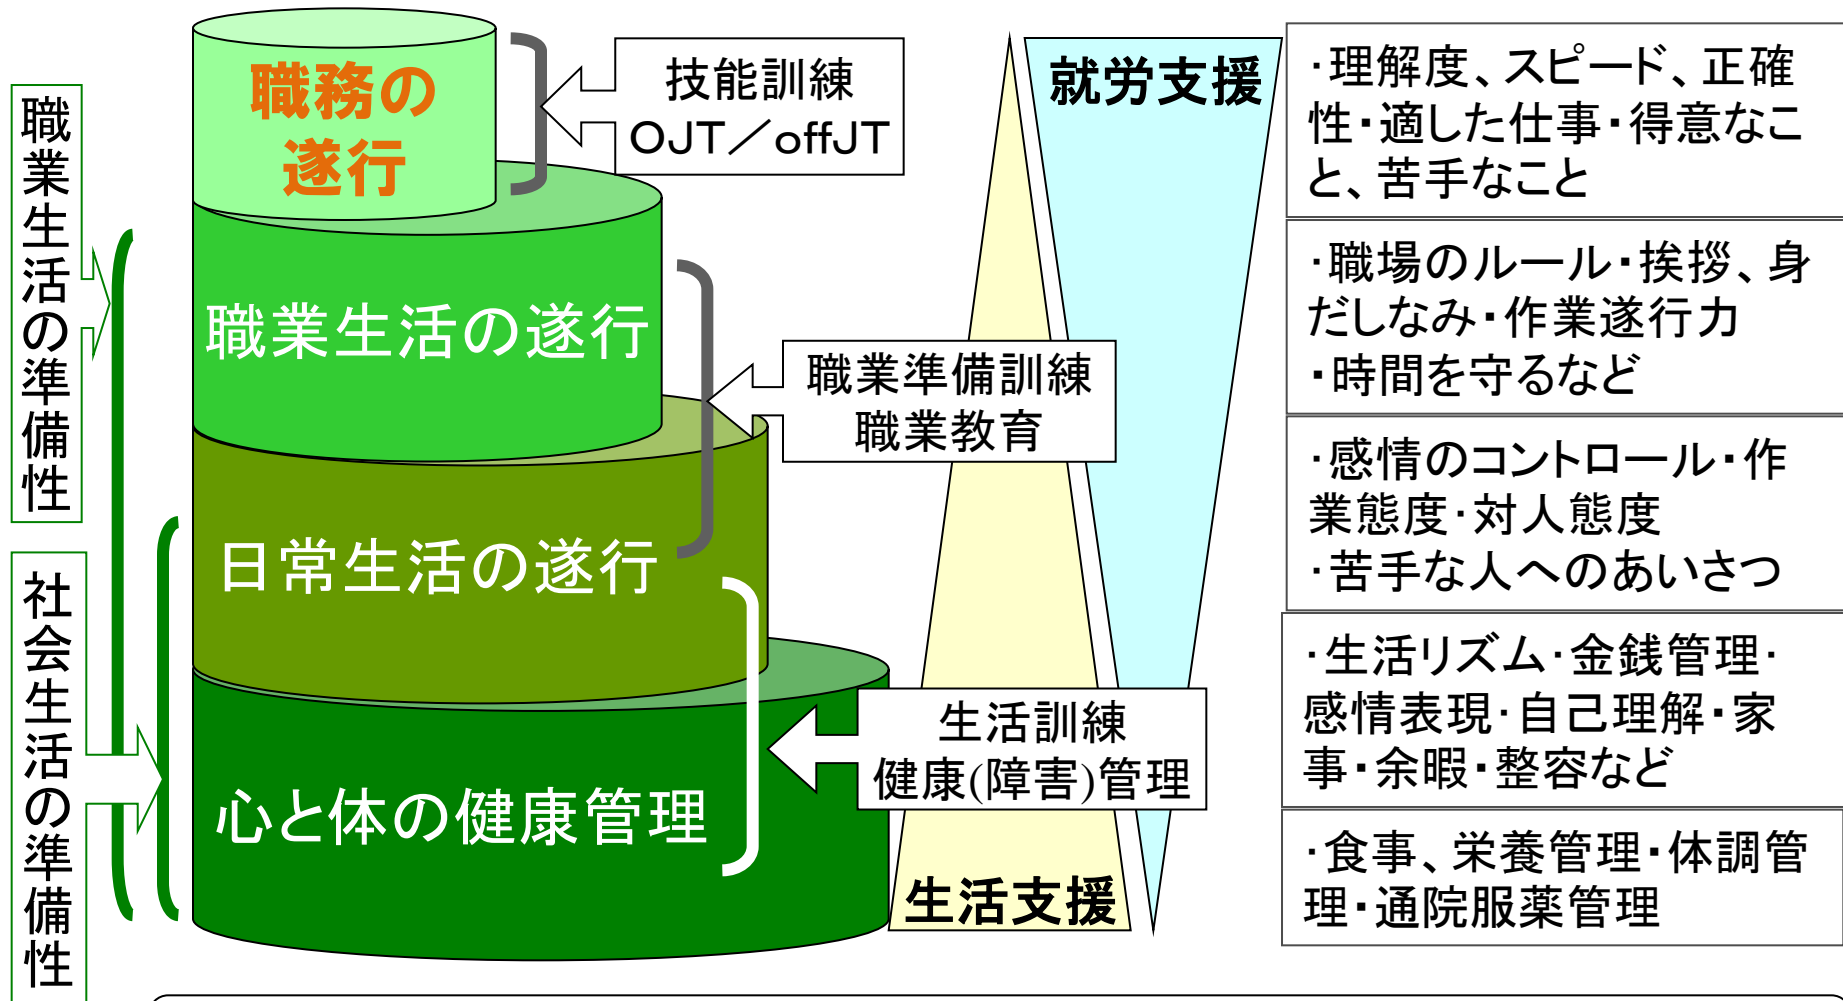 職業生活の準備性
社会生活の準備性
職務の
遂行
職業生活の遂行
日常生活の遂行
心と体の健康管理
技能訓練
OJT／offJT
職業準備訓練
職業教育
生活訓練
健康(障害)管理
就労支援
生活支援
・理解度、スピード、正確
性・適した仕事・得意なこ
と、苦手なこと
・職場のルール・挨拶、身
だしなみ・作業遂行力
・時間を守るなど
・感情のコントロール・作
業態度・対人態度
・苦手な人へのあいさつ
・生活リズム・金銭管理・
感情表現・自己理解・家
事・余暇・整容など
・食事、栄養管理・体調管
理・通院服薬管理